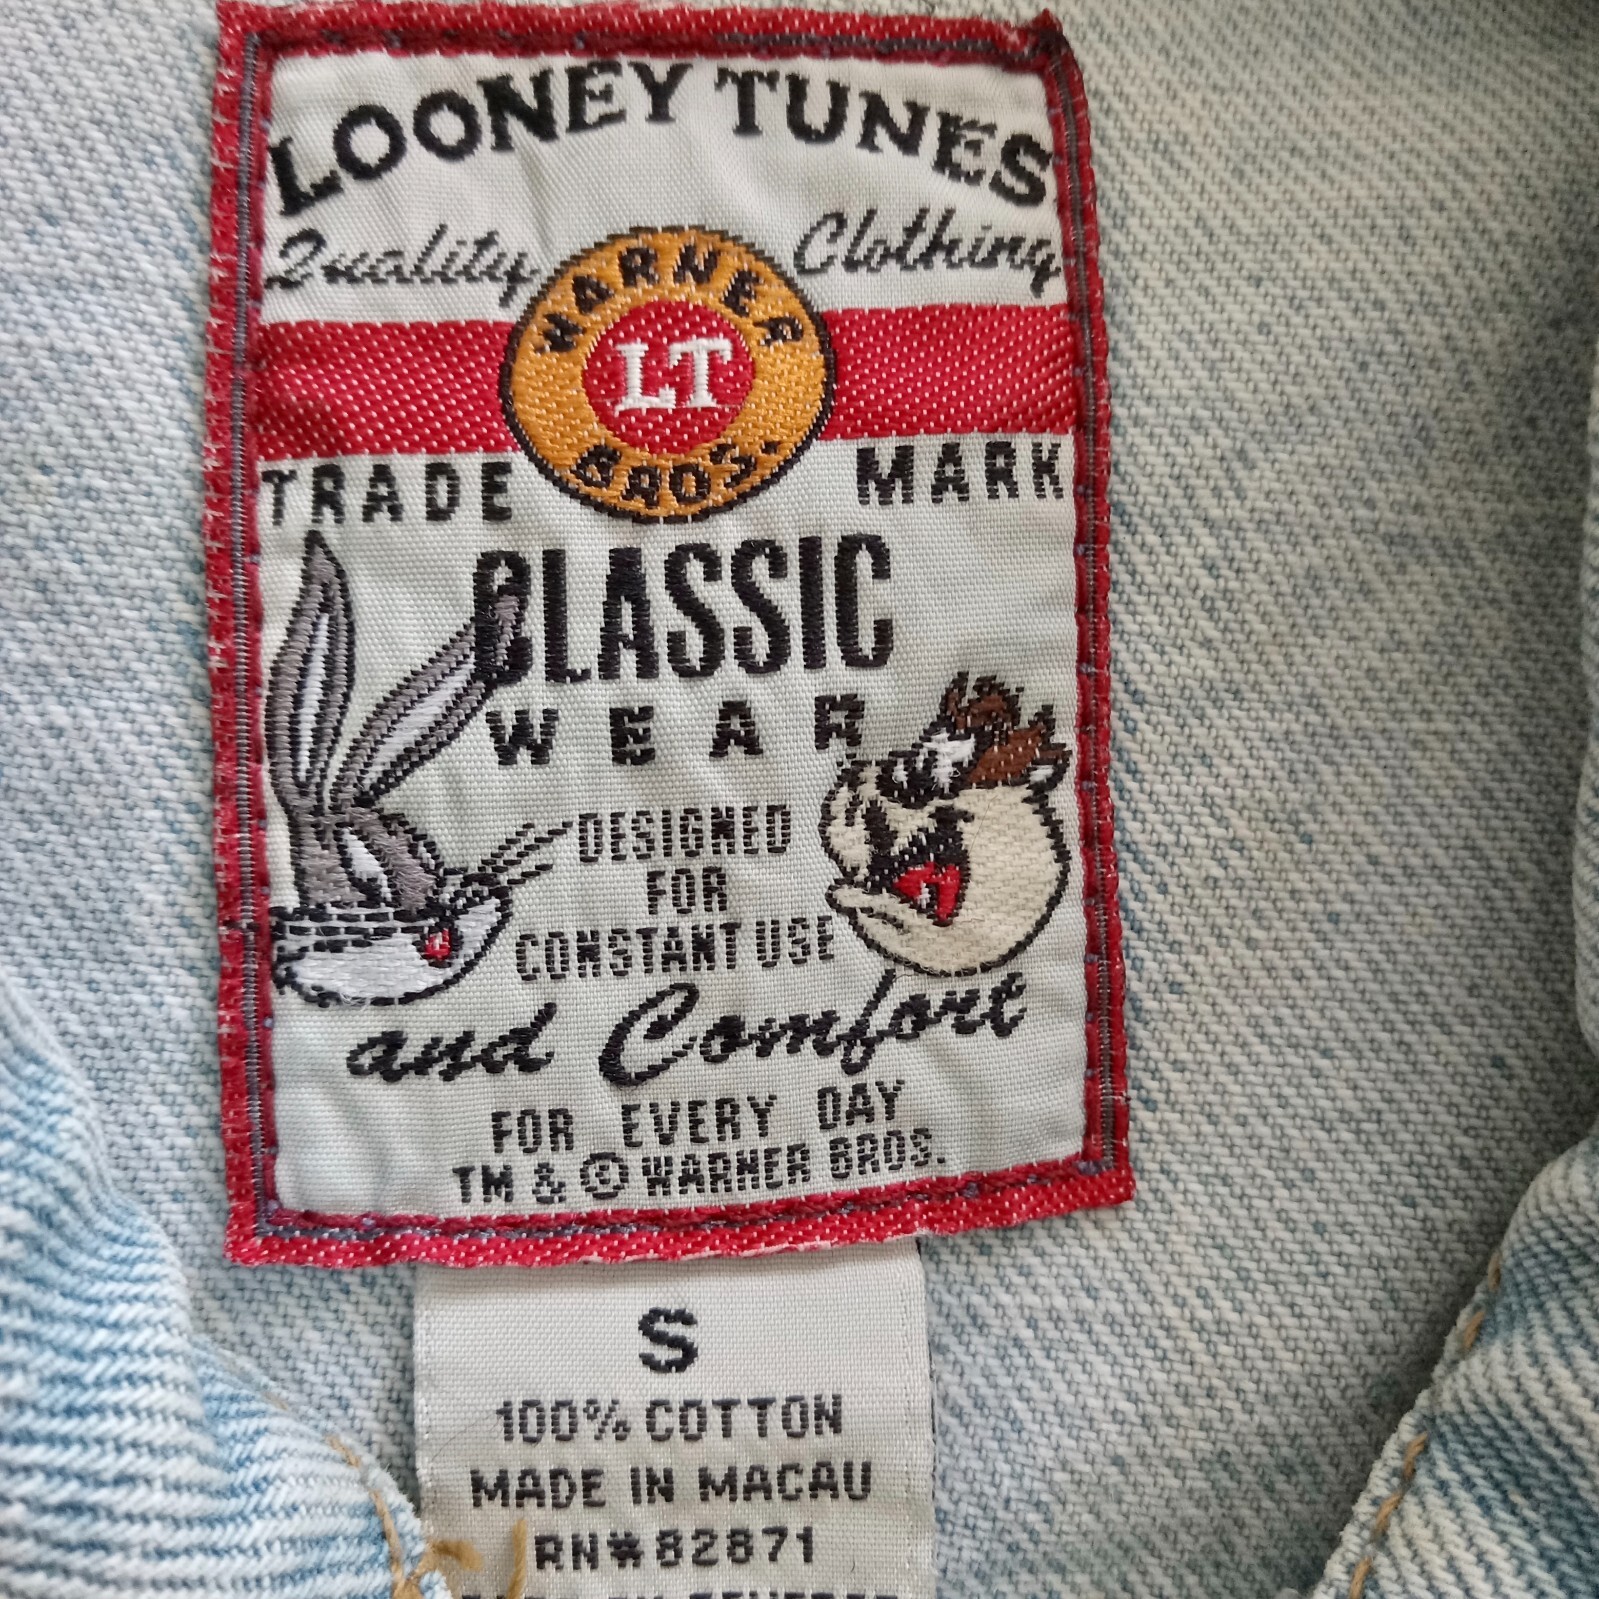 LOONEY TUNES
Quality Clothing
WARNER
LT
BROS.
TRADE MARK
CLASSIC
WEAR
DESIGNED
FOR
CONSTANT USE
and Comfort
FOR EVERY DAY
TM & © WARNER BROS.
S
100% COTTON
MADE IN MACAU
RN#82871